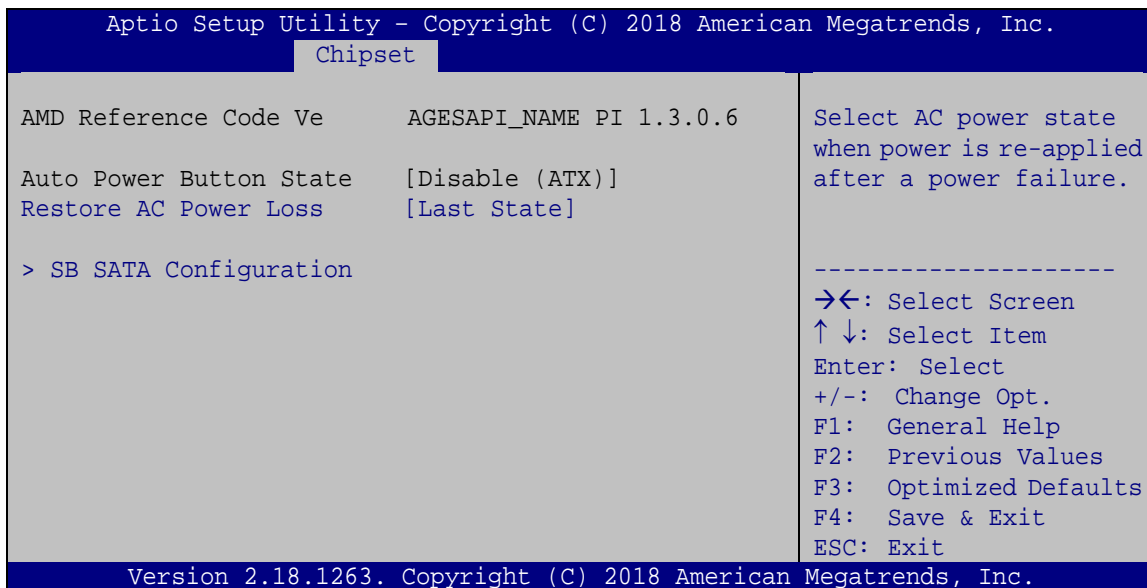 Aptio Setup Utility – Copyright (C) 2018 American Megatrends, Inc.
Chipset
AMD Reference Code Ve AGESAPI_NAME PI 1.3.0.6
Auto Power Button State [Disable (ATX)]
Restore AC Power Loss [Last State]
> SB SATA Configuration
Select AC power state
when power is re-applied
after a power failure.
---------------------
→←: Select Screen
↑ ↓: Select Item
Enter: Select
+/-: Change Opt.
F1: General Help
F2: Previous Values
F3: Optimized Defaults
F4: Save & Exit
ESC: Exit
Version 2.18.1263. Copyright (C) 2018 American Megatrends, Inc.